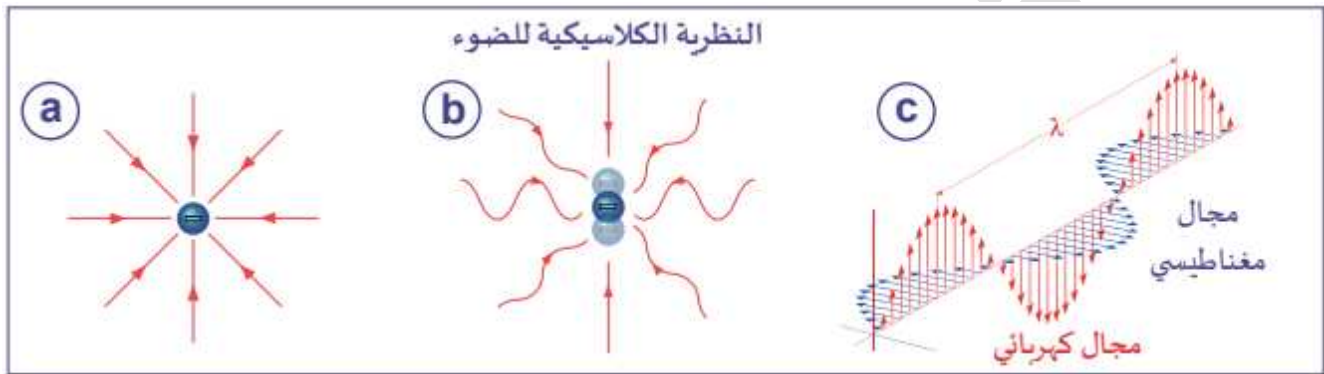 النظرية الكلاسيكية للضوء
a
b
c
λ
مجال
مغناطيسي
مجال كهربائي